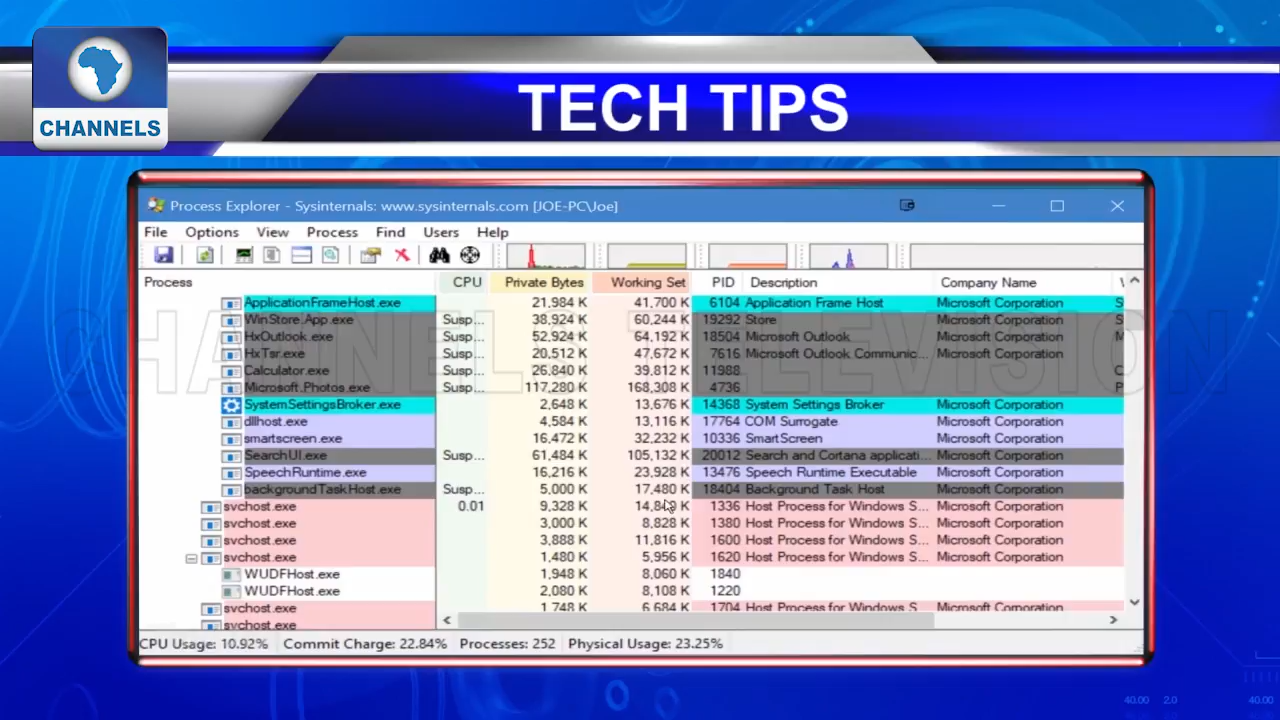 CHANNELS
TECH TIPS
Process Explorer - Sysinternals: www.sysinternals.com [JOE-PC\Joe]
File Options View Process Find Users Help
Process CPU Private Bytes Working Set PID Description Company Name
ApplicationFrameHost.exe 21,984 K 41,700 K 6104 Application Frame Host Microsoft Corporation S
WinStore.App.exe Susp... 38,924 K 60,244 K 19292 Store Microsoft Corporation
HxOutlook.exe Susp... 52,924 K 64,192 K 18504 Microsoft Outlook Microsoft Corporation
HxTsr.exe Susp... 20,512 K 47,672 K 7616 Microsoft Outlook Communic... Microsoft Corporation
Calculator.exe Susp... 26,840 K 39,812 K 11988 Microsoft Corporation
Microsoft.Photos.exe Susp... 117,280 K 168,308 K 4736 Microsoft Corporation
SystemSettingsBroker.exe 2,648 K 13,676 K 14368 System Settings Broker Microsoft Corporation
dllhost.exe 4,584 K 13,116 K 17764 COM Surrogate Microsoft Corporation
smartscreen.exe 16,472 K 32,232 K 10336 SmartScreen Microsoft Corporation
SearchUI.exe Susp... 61,484 K 105,132 K 20012 Search and Cortana applicati... Microsoft Corporation
SpeechRuntime.exe 16,216 K 23,928 K 13476 Speech Runtime Executable Microsoft Corporation
backgroundTaskHost.exe Susp... 5,000 K 17,480 K 18404 Background Task Host Microsoft Corporation
svchost.exe 0.01 9,328 K K 1336 Host Process for Windows S... Microsoft Corporation
svchost.exe 3,000 K 8,828 K 1380 Host Process for Windows S... Microsoft Corporation
svchost.exe 3,888 K 11,816 K 1600 Host Process for Windows S... Microsoft Corporation
svchost.exe 1,480 K 5,956 K 1620 Host Process for Windows S... Microsoft Corporation
WUDFHost.exe 1,948 K 8,060 K 1840
WUDFHost.exe 2,080 K 8,108 K 1220
svchost.exe 1,748 K 6,684 K 1704 Host Process for Windows S Microsoft Corporation
svchost.exe
CPU Usage: 10.92% Commit Charge: 22.84% Processes: 252 Physical Usage: 23.25%
CHANNELS TELEVISION
40.00 2.0 40.00